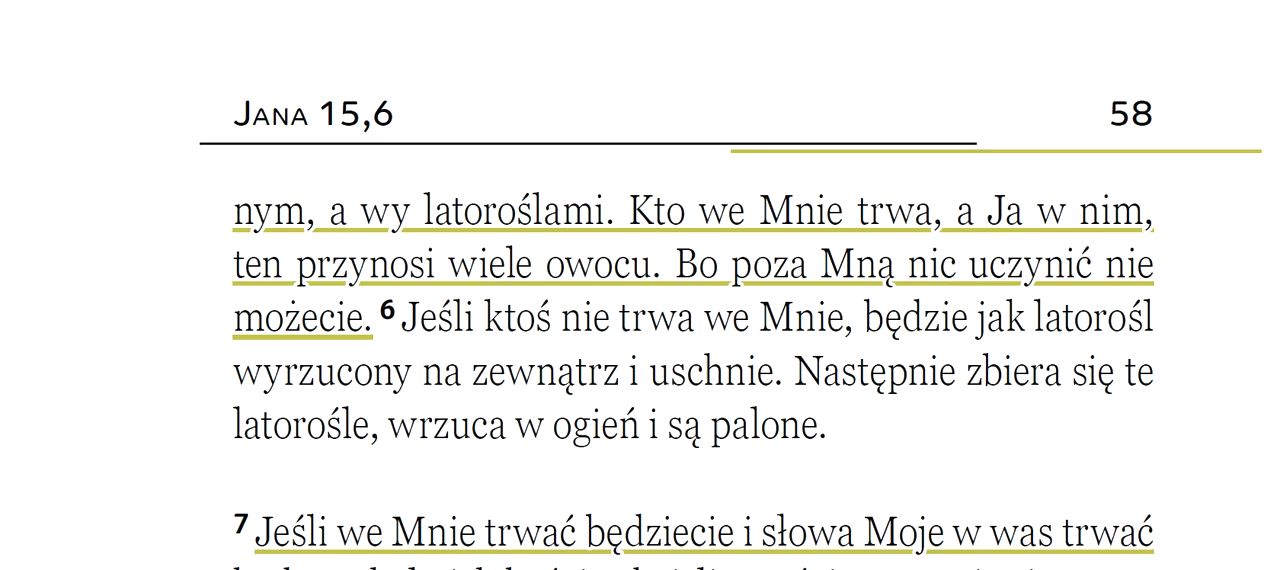 Jana 15,6 58
nym, a wy latoroślami. Kto we Mnie trwa, a Ja w nim,
ten przynosi wiele owocu. Bo poza Mną nic uczynić nie
możecie. 6 Jeśli ktoś nie trwa we Mnie, będzie jak latorośl
wyrzucony na zewnątrz i uschnie. Następnie zbiera się te
latorośle, wrzuca w ogień i są palone.
7 Jeśli we Mnie trwać będziecie i słowa Moje w was trwać